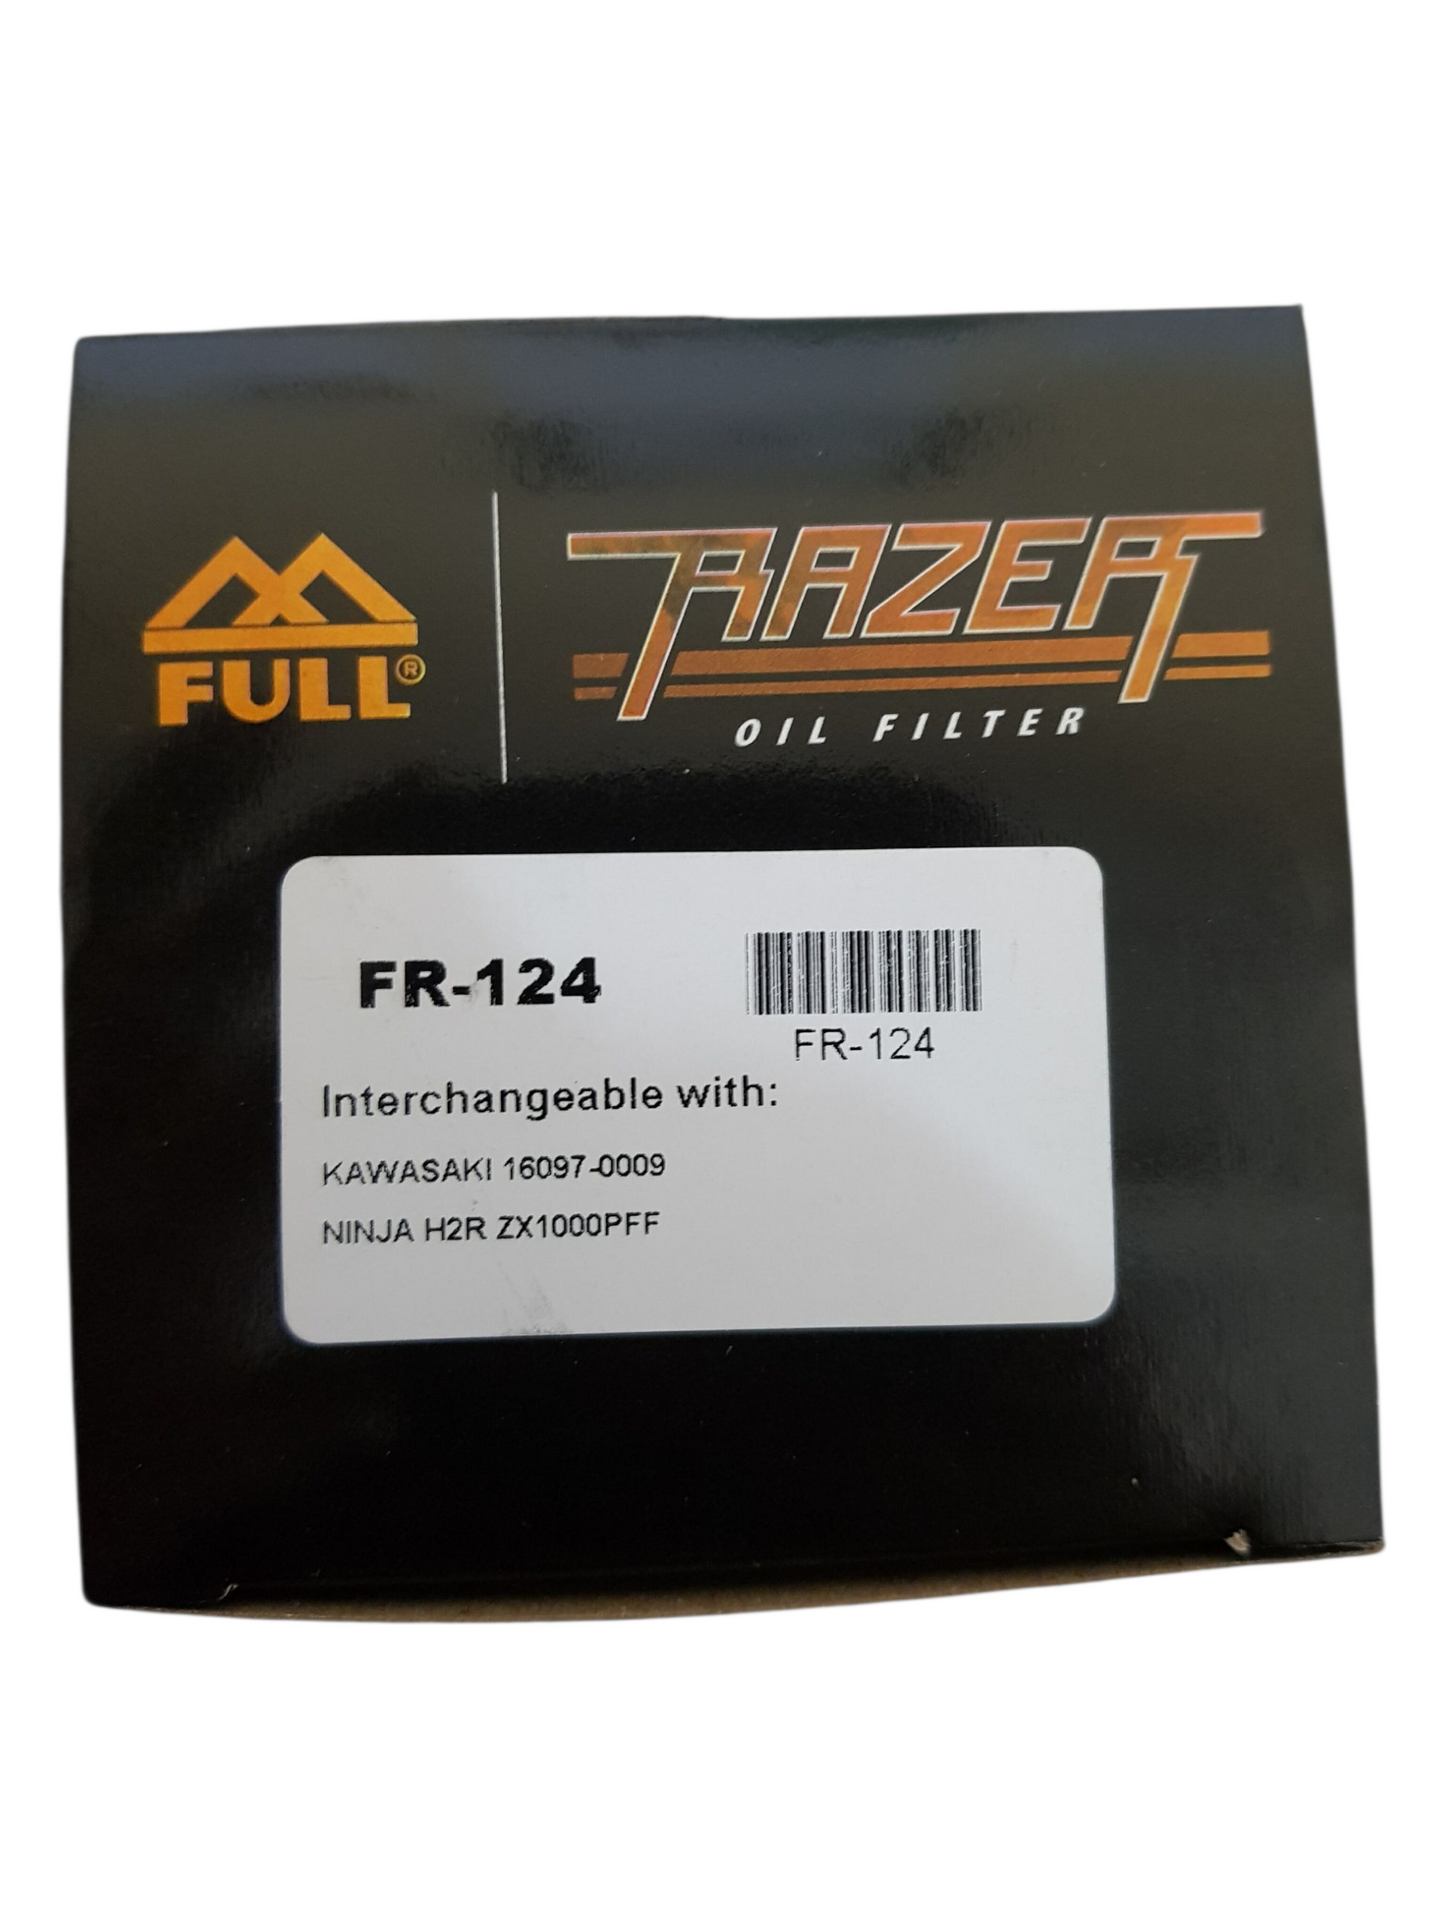 FULL®
RAZER
OIL FILTER
FR-124
FR-124
Interchangeable with:
KAWASAKI 16097-0009
NINJA H2R ZX1000PFF